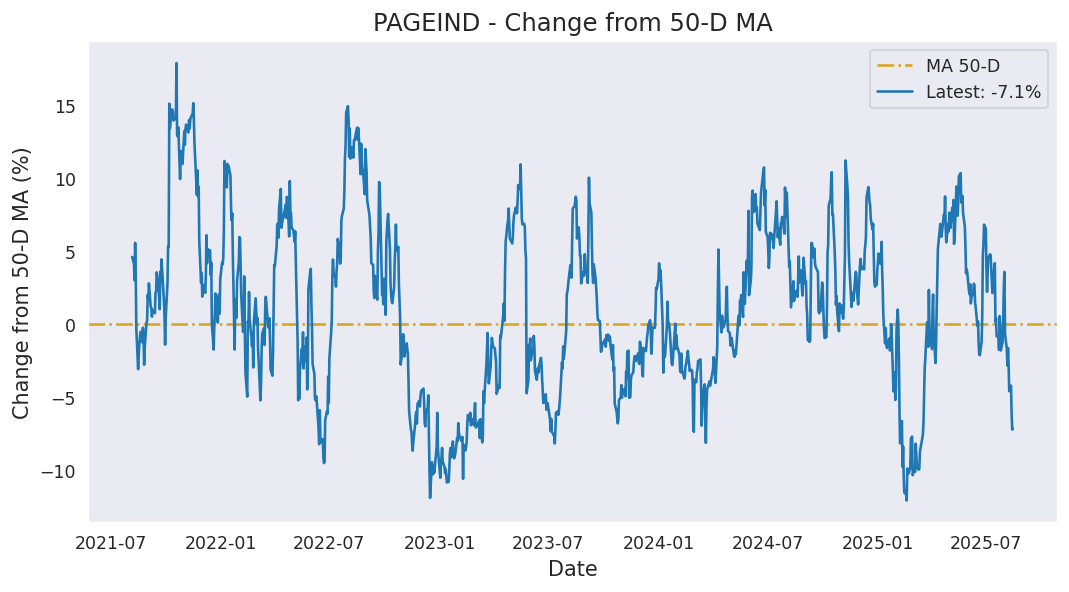 PAGEIND - Change from 50-D MA
MA 50-D
Latest: -7.1%
Change from 50-D MA (%)
15
10
5
0
−5
−10
2021-07 2022-01 2022-07 2023-01 2023-07 2024-01 2024-07 2025-01 2025-07
Date